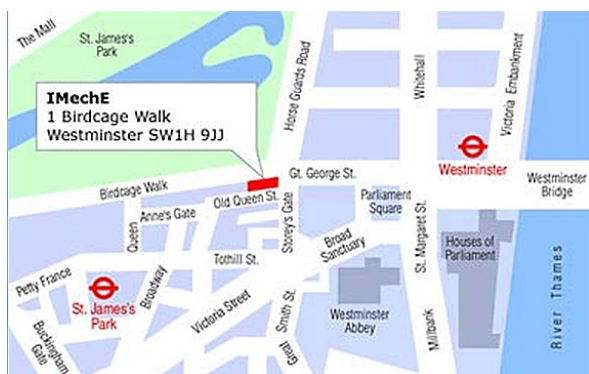 The Mall
St. James's
Park
IMechE
1 Birdcage Walk
Westminster SW1H 9JJ
Horse Guards Road
Whitehall
Victoria Embankment
Westminster
Westminster
Bridge
Gt. George St.
Birdcage Walk
Old Queen St.
Parliament
Square
Queen
Anne's Gate
Storey's Gate
Broad
Sanctuary
St. Margaret St.
Houses of
Parliament
Tothill St.
Petty France
Broadway
St. James's
Park
Victoria Street
Westminster
Abbey
Great
Smith St.
Millbank
River Thames
Buckingham
Gate